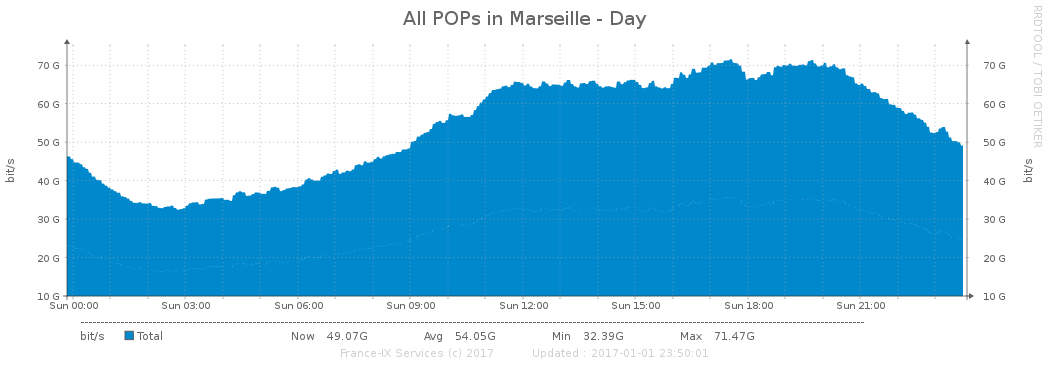 All POPs in Marseille - Day
RRDTOOL / TOBI OETIKER
bit/s
70 G
60 G
50 G
40 G
30 G
20 G
10 G
70 G
60 G
50 G
40 G
30 G
20 G
10 G
bit/s
Sun 00:00 Sun 03:00 Sun 06:00 Sun 09:00 Sun 12:00 Sun 15:00 Sun 18:00 Sun 21:00
bit/s Total Now 49.07G Avg 54.05G Min 32.39G Max 71.47G
France-IX Services (c) 2017 Updated : 2017-01-01 23:50:01